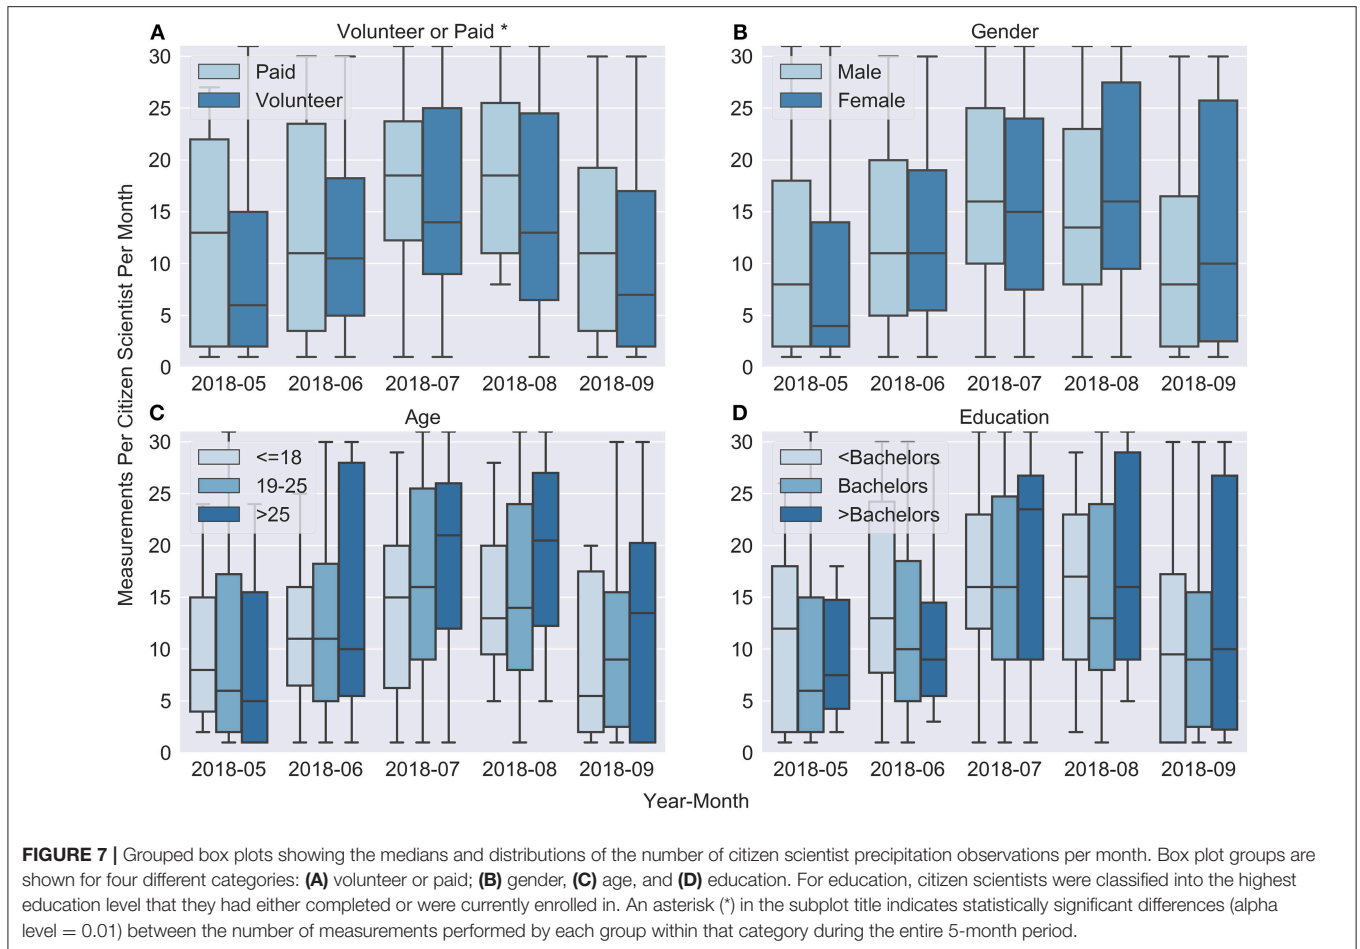 A
Volunteer or Paid *
30
25
20
15
10
5
0
Paid
Volunteer
2018-05 2018-06 2018-07 2018-08 2018-09
B
Gender
30
25
20
15
10
5
0
Male
Female
2018-05 2018-06 2018-07 2018-08 2018-09
Measurements Per Citizen Scientist Per Month
C
Age
30
25
20
15
10
5
0
<=18
19-25
>25
2018-05 2018-06 2018-07 2018-08 2018-09
D
Education
30
25
20
15
10
5
0
<Bachelors
Bachelors
>Bachelors
2018-05 2018-06 2018-07 2018-08 2018-09
Year-Month
FIGURE 7 | Grouped box plots showing the medians and distributions of the number of citizen scientist precipitation observations per month. Box plot groups are
shown for four different categories: (A) volunteer or paid; (B) gender, (C) age, and (D) education. For education, citizen scientists were classified into the highest
education level that they had either completed or were currently enrolled in. An asterisk (*) in the subplot title indicates statistically significant differences (alpha
level = 0.01) between the number of measurements performed by each group within that category during the entire 5-month period.